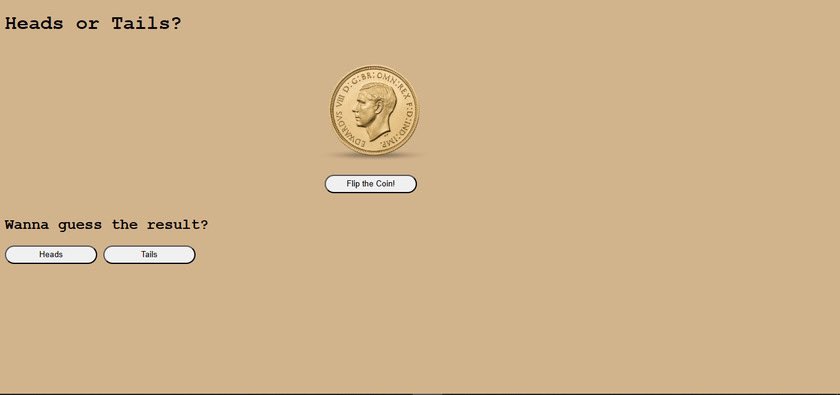 Heads or Tails?
EDWARDVS VIII D:G:BR:OMN:REX F:D:IND:IMP.
Flip the Coin!
Wanna guess the result?
Heads Tails